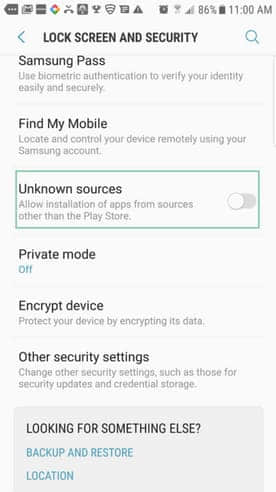 86% 11:00 AM
LOCK SCREEN AND SECURITY
Samsung Pass
Use biometric authentication to verify your identity
easily and securely.
Find My Mobile
Locate and control your device remotely using your
Samsung account.
Unknown sources
Allow installation of apps from sources
other than the Play Store.
Private mode
Off
Encrypt device
Protect your device by encrypting its data.
Other security settings
Change other security settings, such as those for
security updates and credential storage.
LOOKING FOR SOMETHING ELSE?
BACKUP AND RESTORE
LOCATION